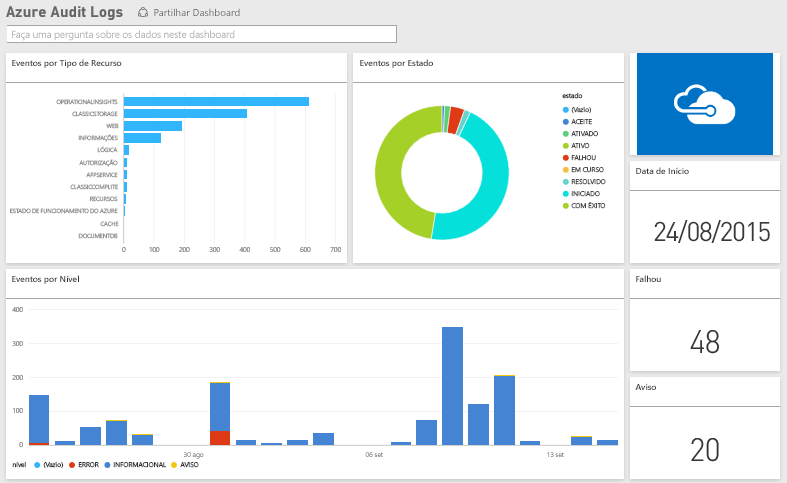 Azure Audit Logs
Partilhar Dashboard
Faça uma pergunta sobre os dados neste dashboard
Eventos por Tipo de Recurso
OPERATIONALINSIGHTS
CLASSICSTORAGE
WEB
INFORMAÇÕES
LÓGICA
AUTORIZAÇÃO
APPSERVICE
CLASSICCOMPUTE
RECURSOS
ESTADO DE FUNCIONAMENTO DO AZURE
CACHE
DOCUMENTDB
0 100 200 300 400 500 600 700
Eventos por Estado
estado
(Vazio)
ACEITE
ATIVADO
ATIVO
FALHOU
EM CURSO
RESOLVIDO
INICIADO
COM ÊXITO
Data de Início
24/08/2015
Eventos por Nível
400
300
200
100
0
30 ago 06 set 13 set
nível (Vazio) ERROR INFORMACIONAL AVISO
Falhou
48
Aviso
20